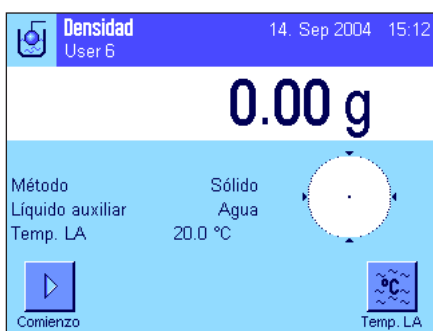 Densidad 14. Sep 2004 15:12
User 6
0.00 g
Método Sólido
Líquido auxiliar Agua
Temp. LA 20.0 °C
°C
Comienzo Temp. LA